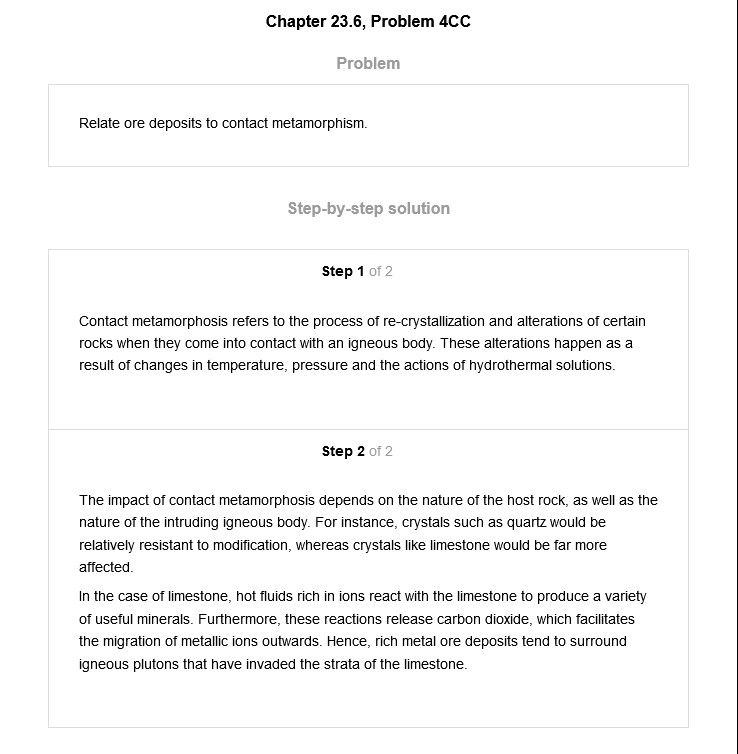 Chapter 23.6, Problem 4CC
Problem
Relate ore deposits to contact metamorphism.
Step-by-step solution
Step 1 of 2
Contact metamorphosis refers to the process of re-crystallization and alterations of certain
rocks when they come into contact with an igneous body. These alterations happen as a
result of changes in temperature, pressure and the actions of hydrothermal solutions.
Step 2 of 2
The impact of contact metamorphosis depends on the nature of the host rock, as well as the
nature of the intruding igneous body. For instance, crystals such as quartz would be
relatively resistant to modification, whereas crystals like limestone would be far more
affected.
In the case of limestone, hot fluids rich in ions react with the limestone to produce a variety
of useful minerals. Furthermore, these reactions release carbon dioxide, which facilitates
the migration of metallic ions outwards. Hence, rich metal ore deposits tend to surround
igneous plutons that have invaded the strata of the limestone.